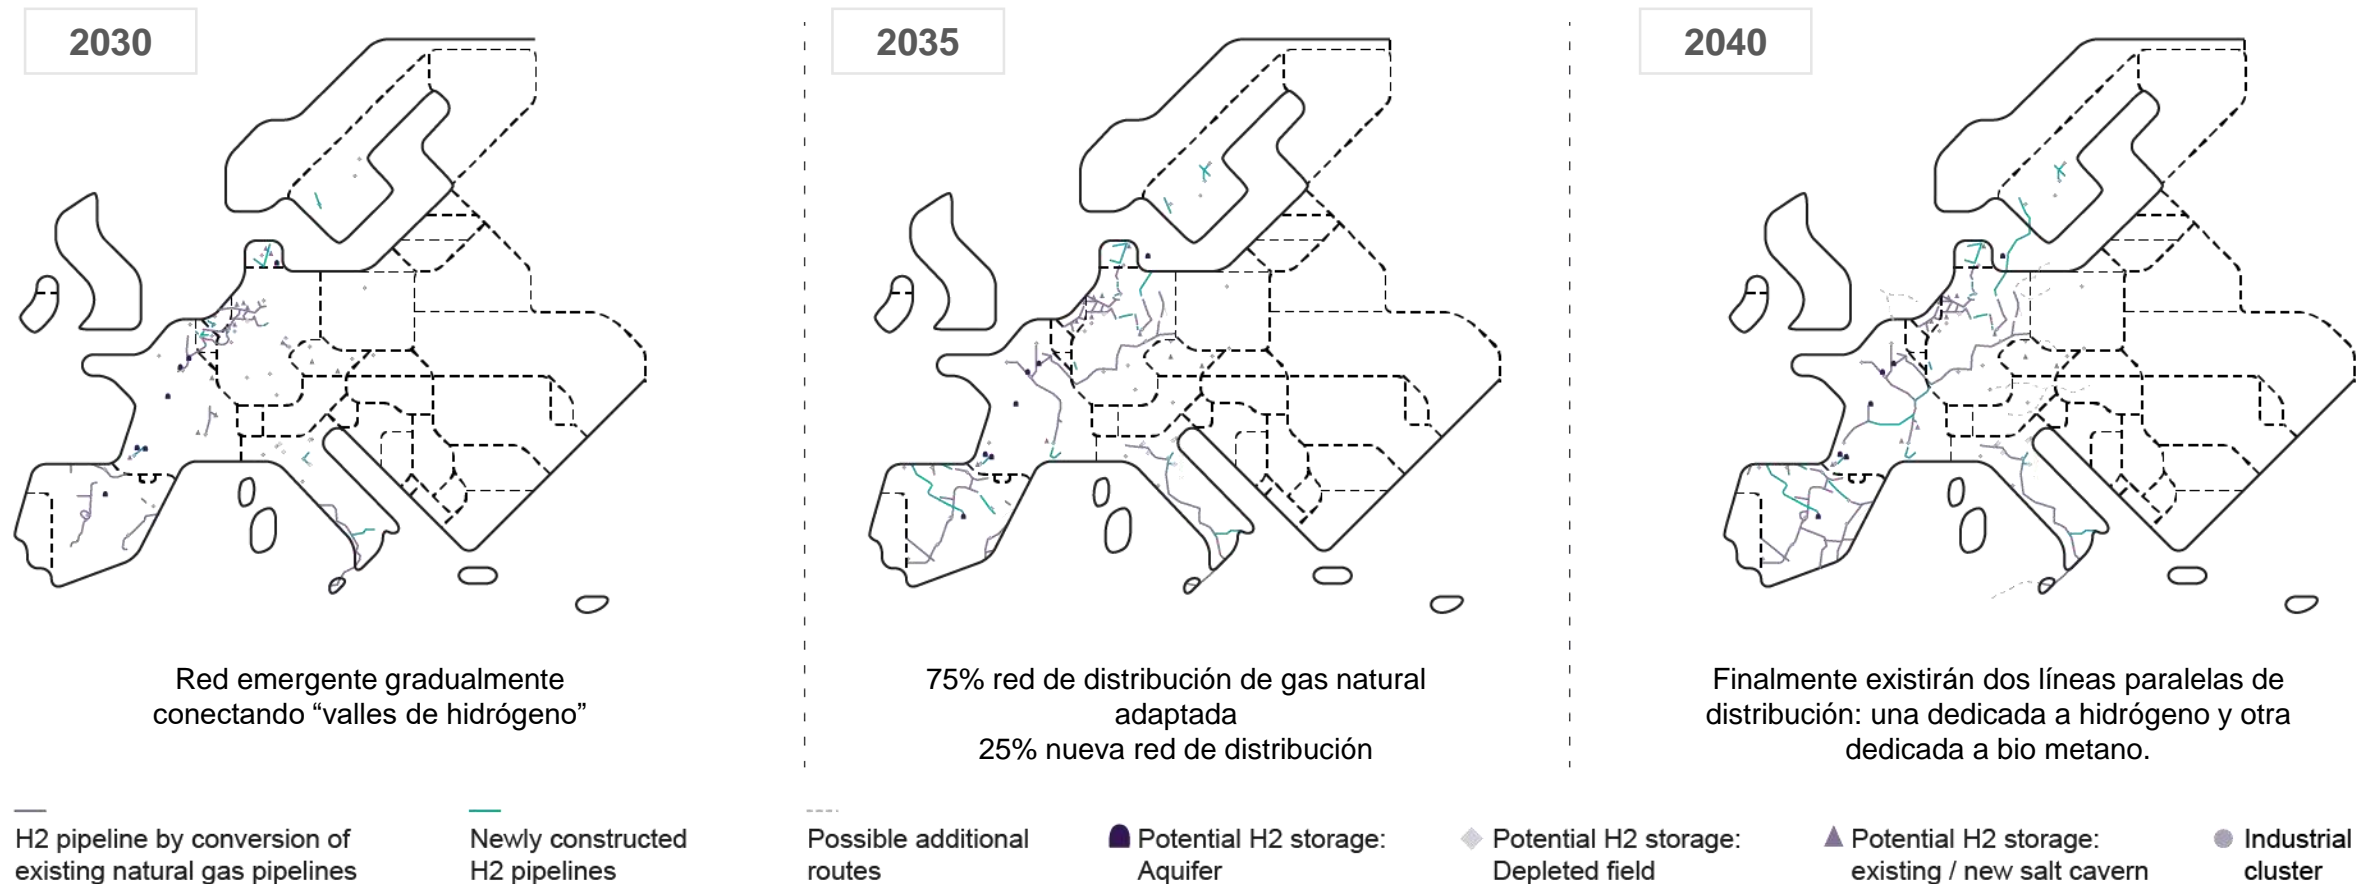 2030
2035
2040
Red emergente gradualmente
conectando “valles de hidrógeno”
75% red de distribución de gas natural
adaptada
25% nueva red de distribución
Finalmente existirán dos líneas paralelas de
distribución: una dedicada a hidrógeno y otra
dedicada a bio metano.
H2 pipeline by conversion of
existing natural gas pipelines
Newly constructed
H2 pipelines
Possible additional
routes
Potential H2 storage:
Aquifer
Potential H2 storage:
Depleted field
Potential H2 storage:
existing / new salt cavern
Industrial
cluster